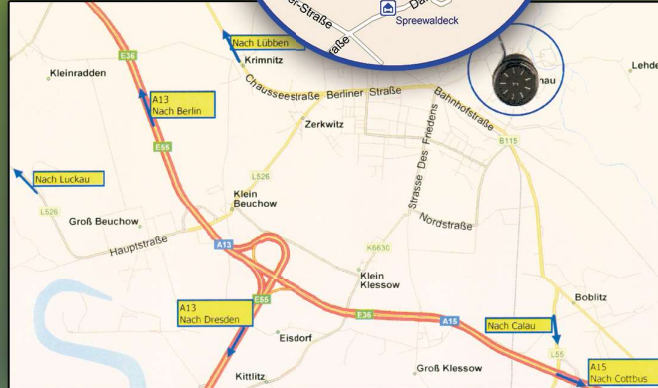 Spreewaldeck
Nach Lübben
E36
Krimnitz
Kleinradden
Chausseestraße Berliner Straße
Bahnhofstraße
A13
Nach Berlin
Zerkwitz
E55
B115
Strasse Des Friedens
Nach Luckau
L526
L526
Klein
Beuchow
Groß Beuchow
Hauptstraße
Nordstraße
A13
K6630
Klein
Klessow
E55
A13
Nach Dresden
E36
A15
Boblitz
Nach Calau
Eisdorf
L55
A15
Nach Cottbus
Groß Klessow
Kittlitz